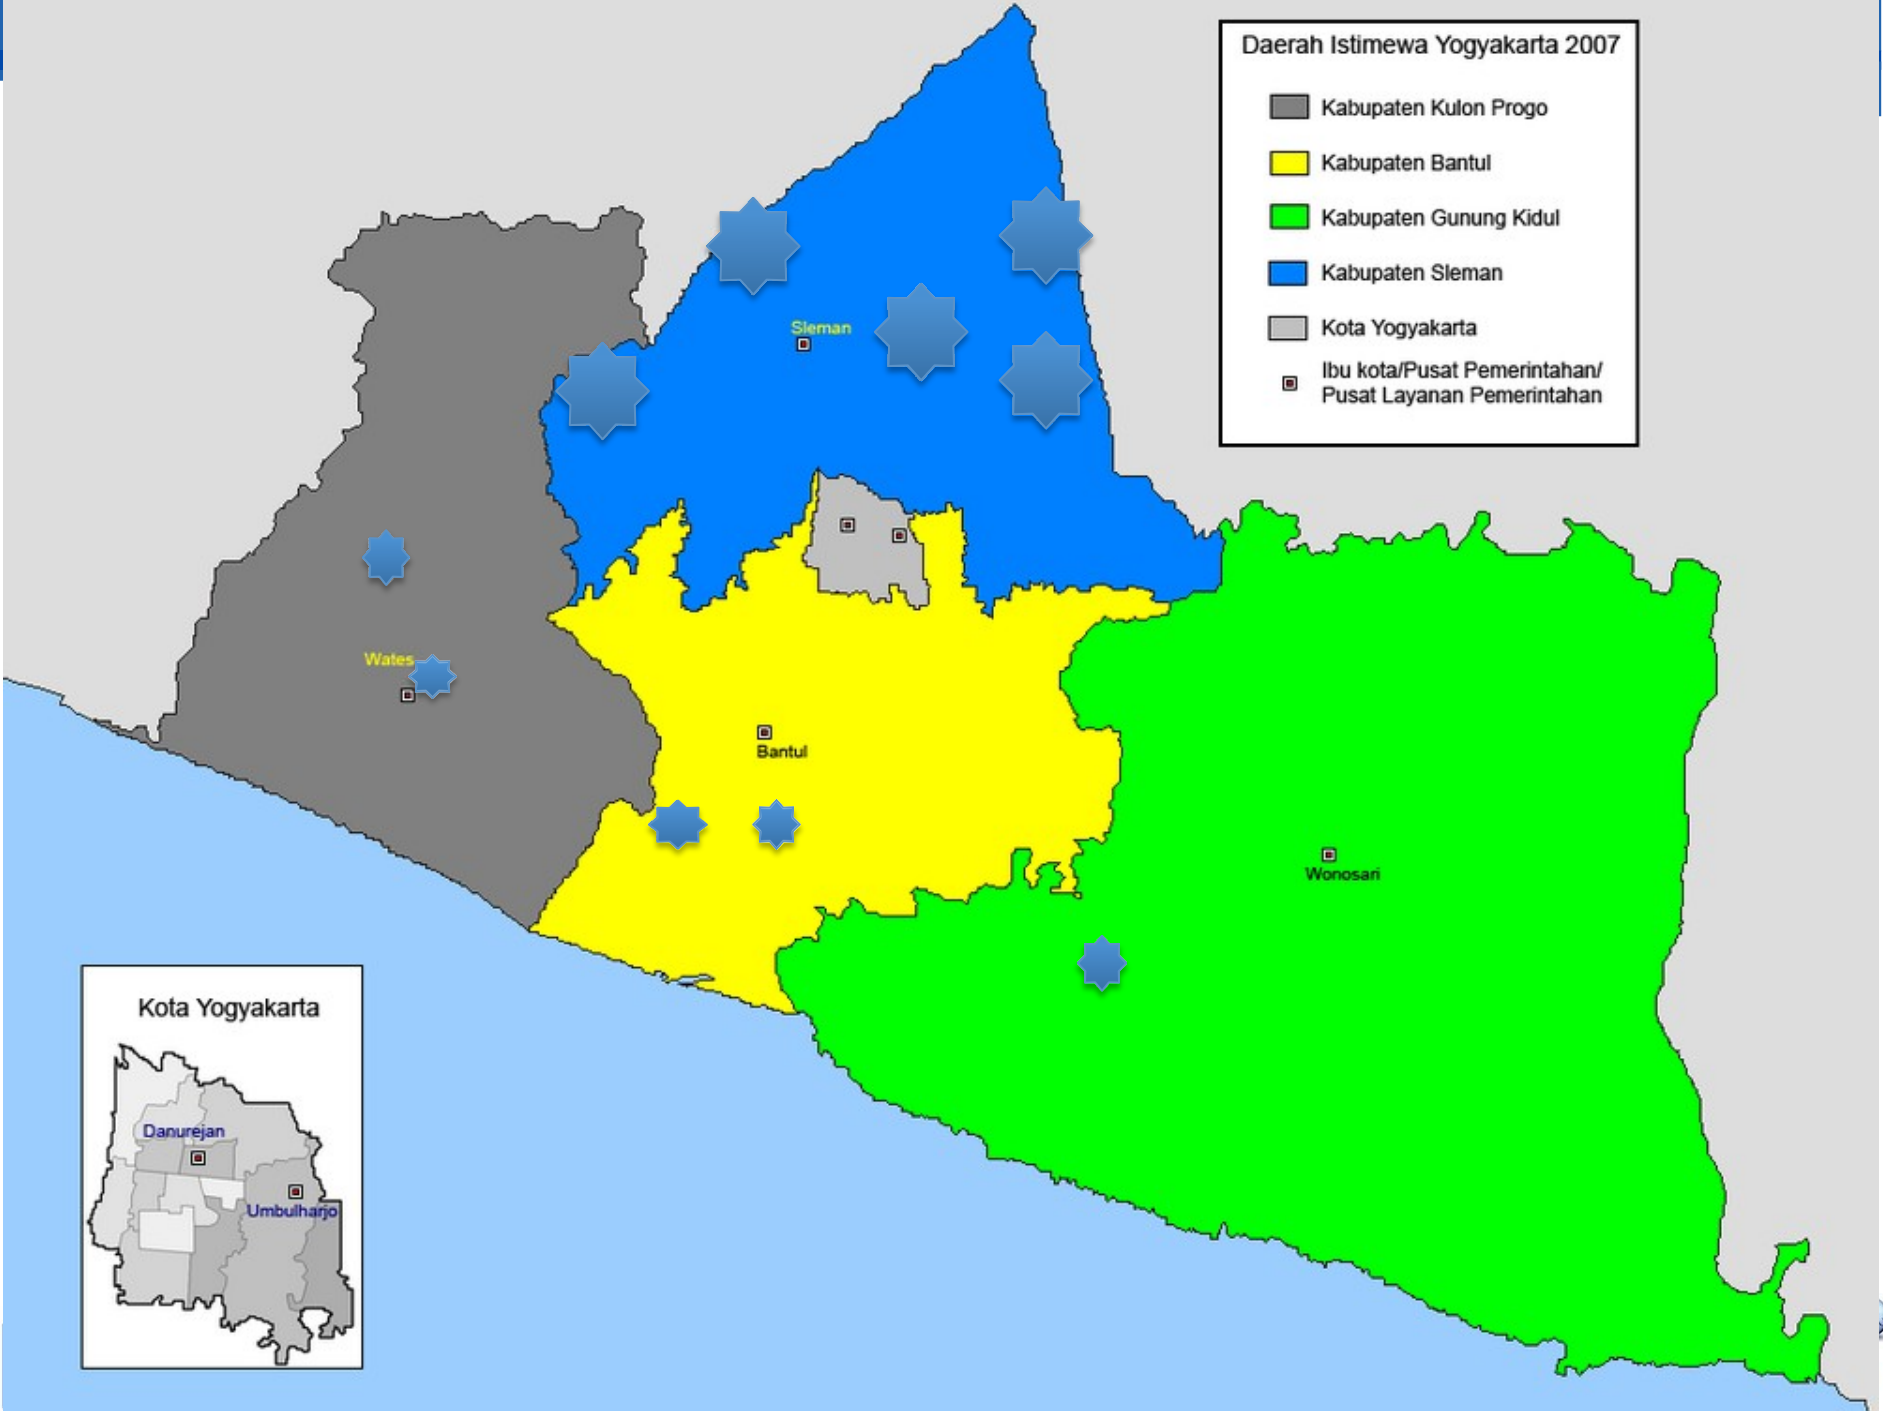 Daerah Istimewa Yogyakarta 2007
Kabupaten Kulon Progo
Kabupaten Bantul
Kabupaten Gunung Kidul
Kabupaten Sleman
Kota Yogyakarta
Ibu kota/Pusat Pemerintahan/
Pusat Layanan Pemerintahan
Sleman
Wates
Bantul
Wonosari
Kota Yogyakarta
Danurejan
Umbulharjo